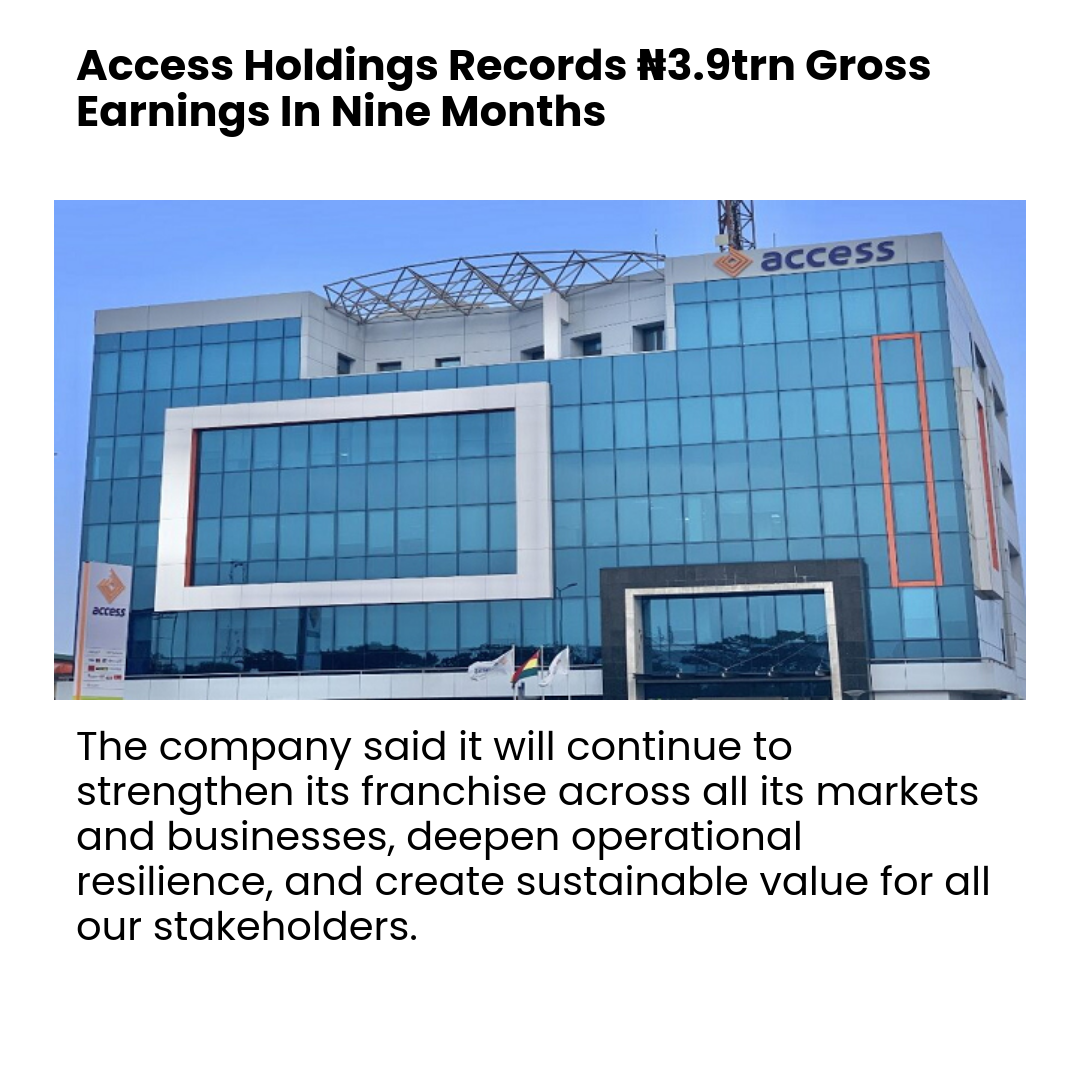 Access Holdings Records ₦3.9trn Gross
Earnings In Nine Months
access
access
The company said it will continue to
strengthen its franchise across all its markets
and businesses, deepen operational
resilience, and create sustainable value for all
our stakeholders.